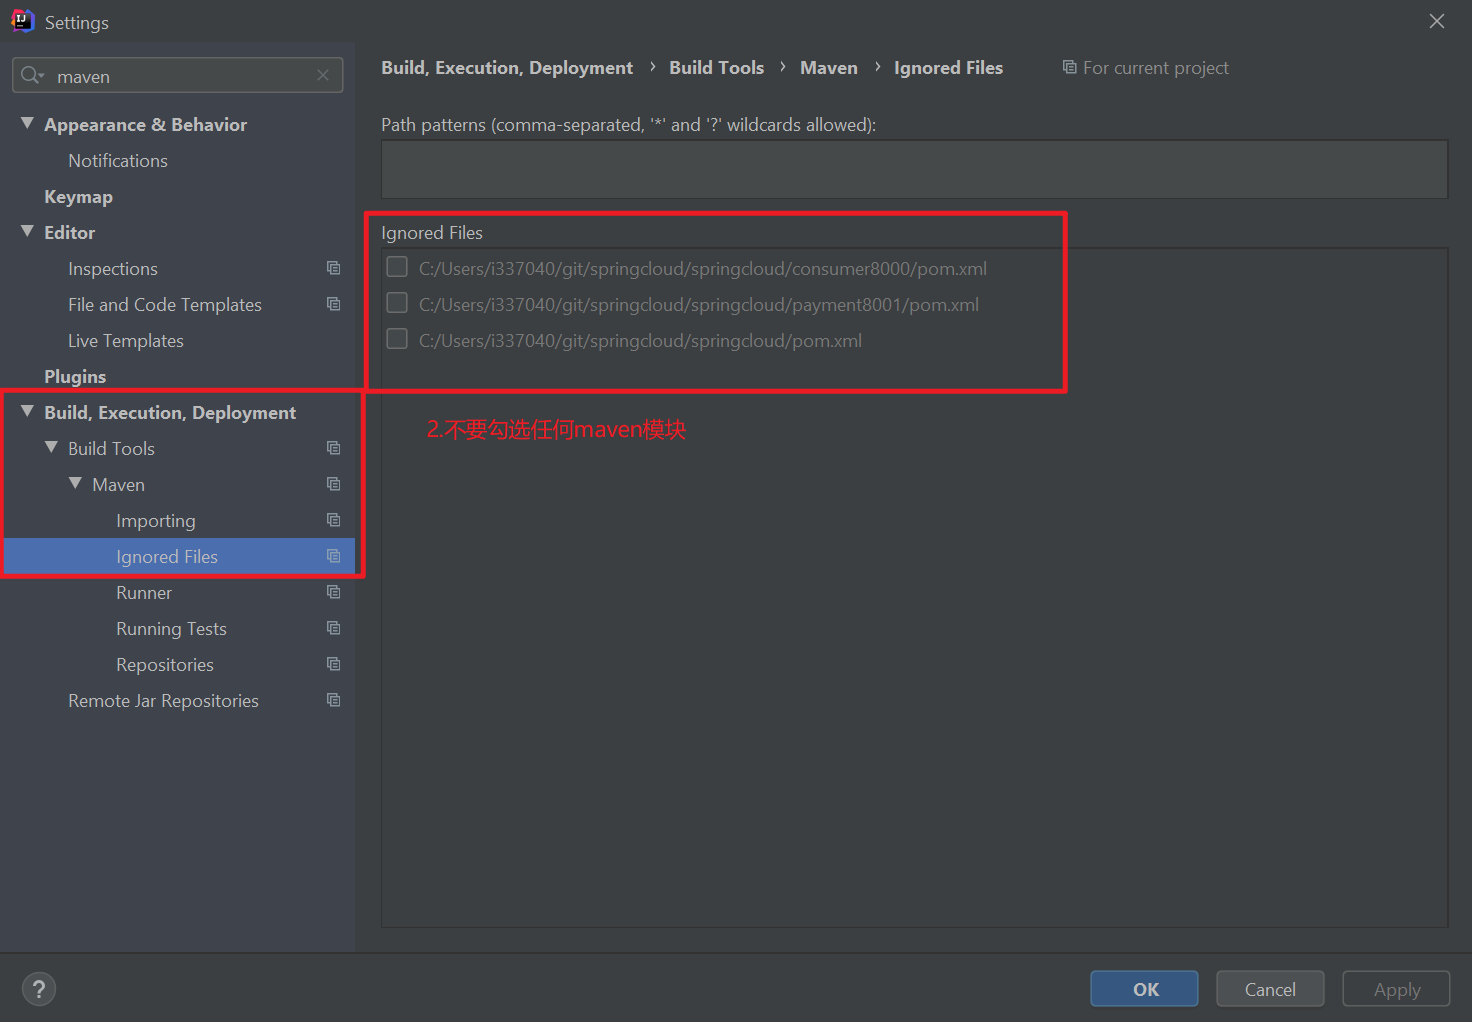 Settings
maven
Appearance & Behavior
Notifications
Keymap
Editor
Inspections
File and Code Templates
Live Templates
Plugins
Build, Execution, Deployment
Build Tools
Maven
Importing
Ignored Files
Runner
Running Tests
Repositories
Remote Jar Repositories
Build, Execution, Deployment › Build Tools › Maven › Ignored Files For current project
Path patterns (comma-separated, '*' and '?' wildcards allowed):
Ignored Files
C:/Users/i337040/git/springcloud/springcloud/consumer8000/pom.xml
C:/Users/i337040/git/springcloud/springcloud/payment8001/pom.xml
C:/Users/i337040/git/springcloud/springcloud/pom.xml
2.不要勾选任何maven模块
?
OK Cancel Apply